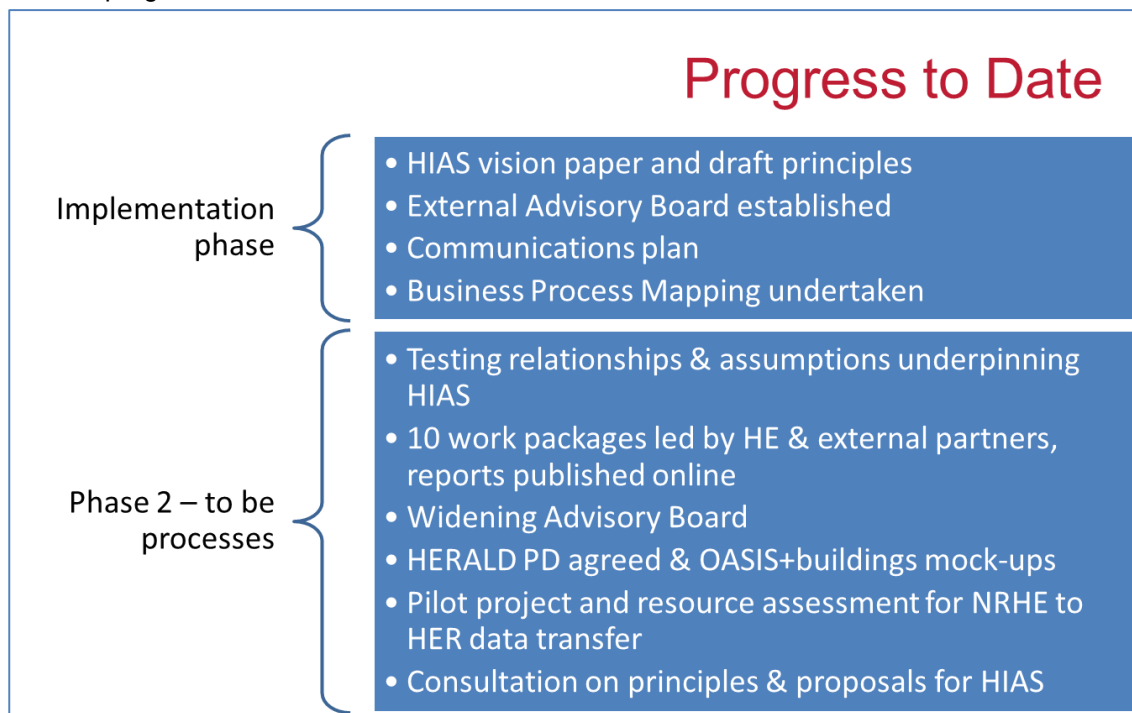 Progress to Date
Implementation
phase
• HIAS vision paper and draft principles
• External Advisory Board established
• Communications plan
• Business Process Mapping undertaken
Phase 2 – to be
processes
• Testing relationships & assumptions underpinning
HIAS
• 10 work packages led by HE & external partners,
reports published online
• Widening Advisory Board
• HERALD PD agreed & OASIS+buildings mock-ups
• Pilot project and resource assessment for NRHE to
HER data transfer
• Consultation on principles & proposals for HIAS